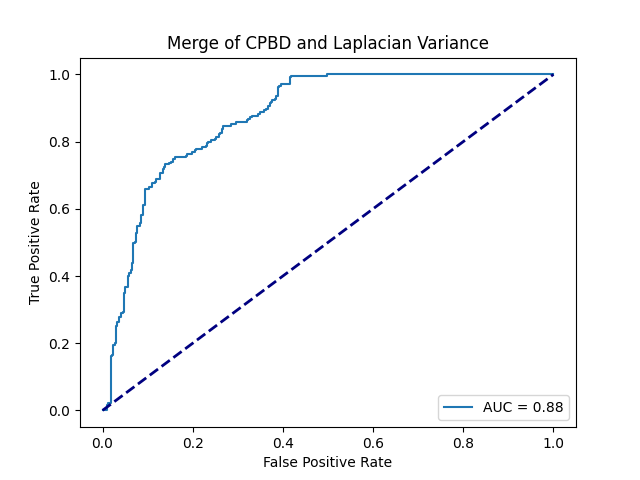 Merge of CPBD and Laplacian Variance
1.0
0.8
0.6
0.4
0.2
0.0
True Positive Rate
0.0 0.2 0.4 0.6 0.8 1.0
False Positive Rate
AUC = 0.88